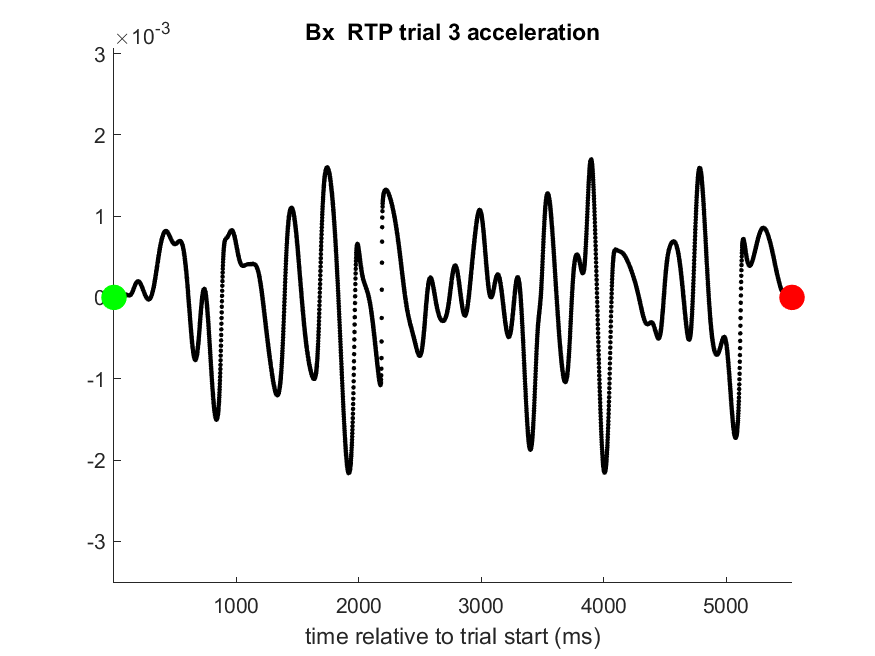 Bx  RTP trial 3 acceleration
×10-3
3
2
1
0
-1
-2
-3
1000 2000 3000 4000 5000
time relative to trial start (ms)